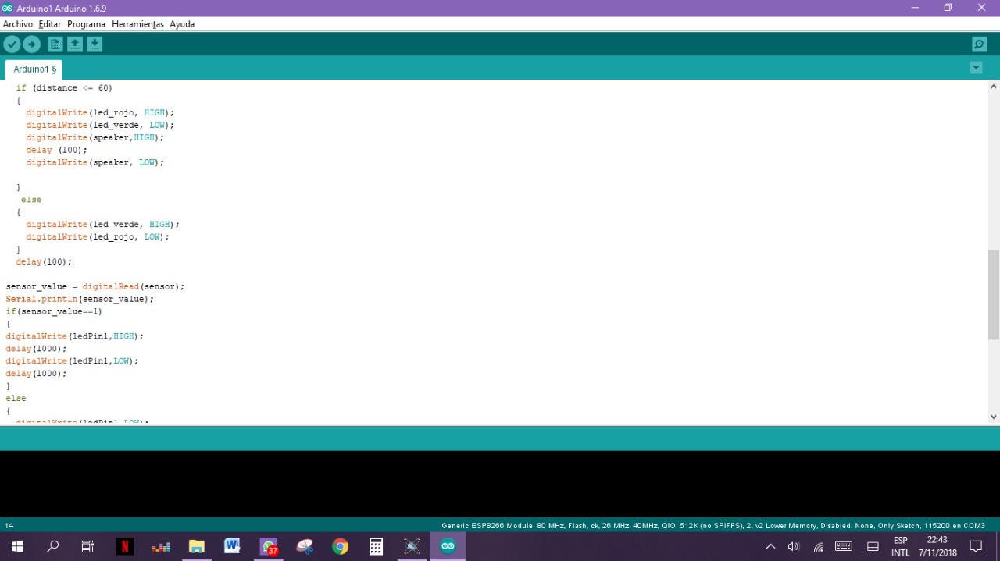 Arduino1 Arduino 1.6.9
Archivo Editar Programa Herramientas Ayuda
Arduino1 §
if (distance <= 60)
{
digitalWrite(led_rojo, HIGH);
digitalWrite(led_verde, LOW);
digitalWrite(speaker,HIGH);
delay (100);
digitalWrite(speaker, LOW);
}
else
{
digitalWrite(led_verde, HIGH);
digitalWrite(led_rojo, LOW);
}
delay(100);
sensor_value = digitalRead(sensor);
Serial.println(sensor_value);
if(sensor_value==1)
{
digitalWrite(ledPin1,HIGH);
delay(1000);
digitalWrite(ledPin1,LOW);
delay(1000);
}
else
{
digitalWrite(ledPin1,LOW);
14
Generic ESP8266 Module, 80 MHz, Flash, ck, 26 MHz, 40MHz, QIO, 512K (no SPIFFS), 2, v2 Lower Memory, Disabled, None, Only Sketch, 115200 en COM3
N
W
37
ESP
INTL
22:43
7/11/2018